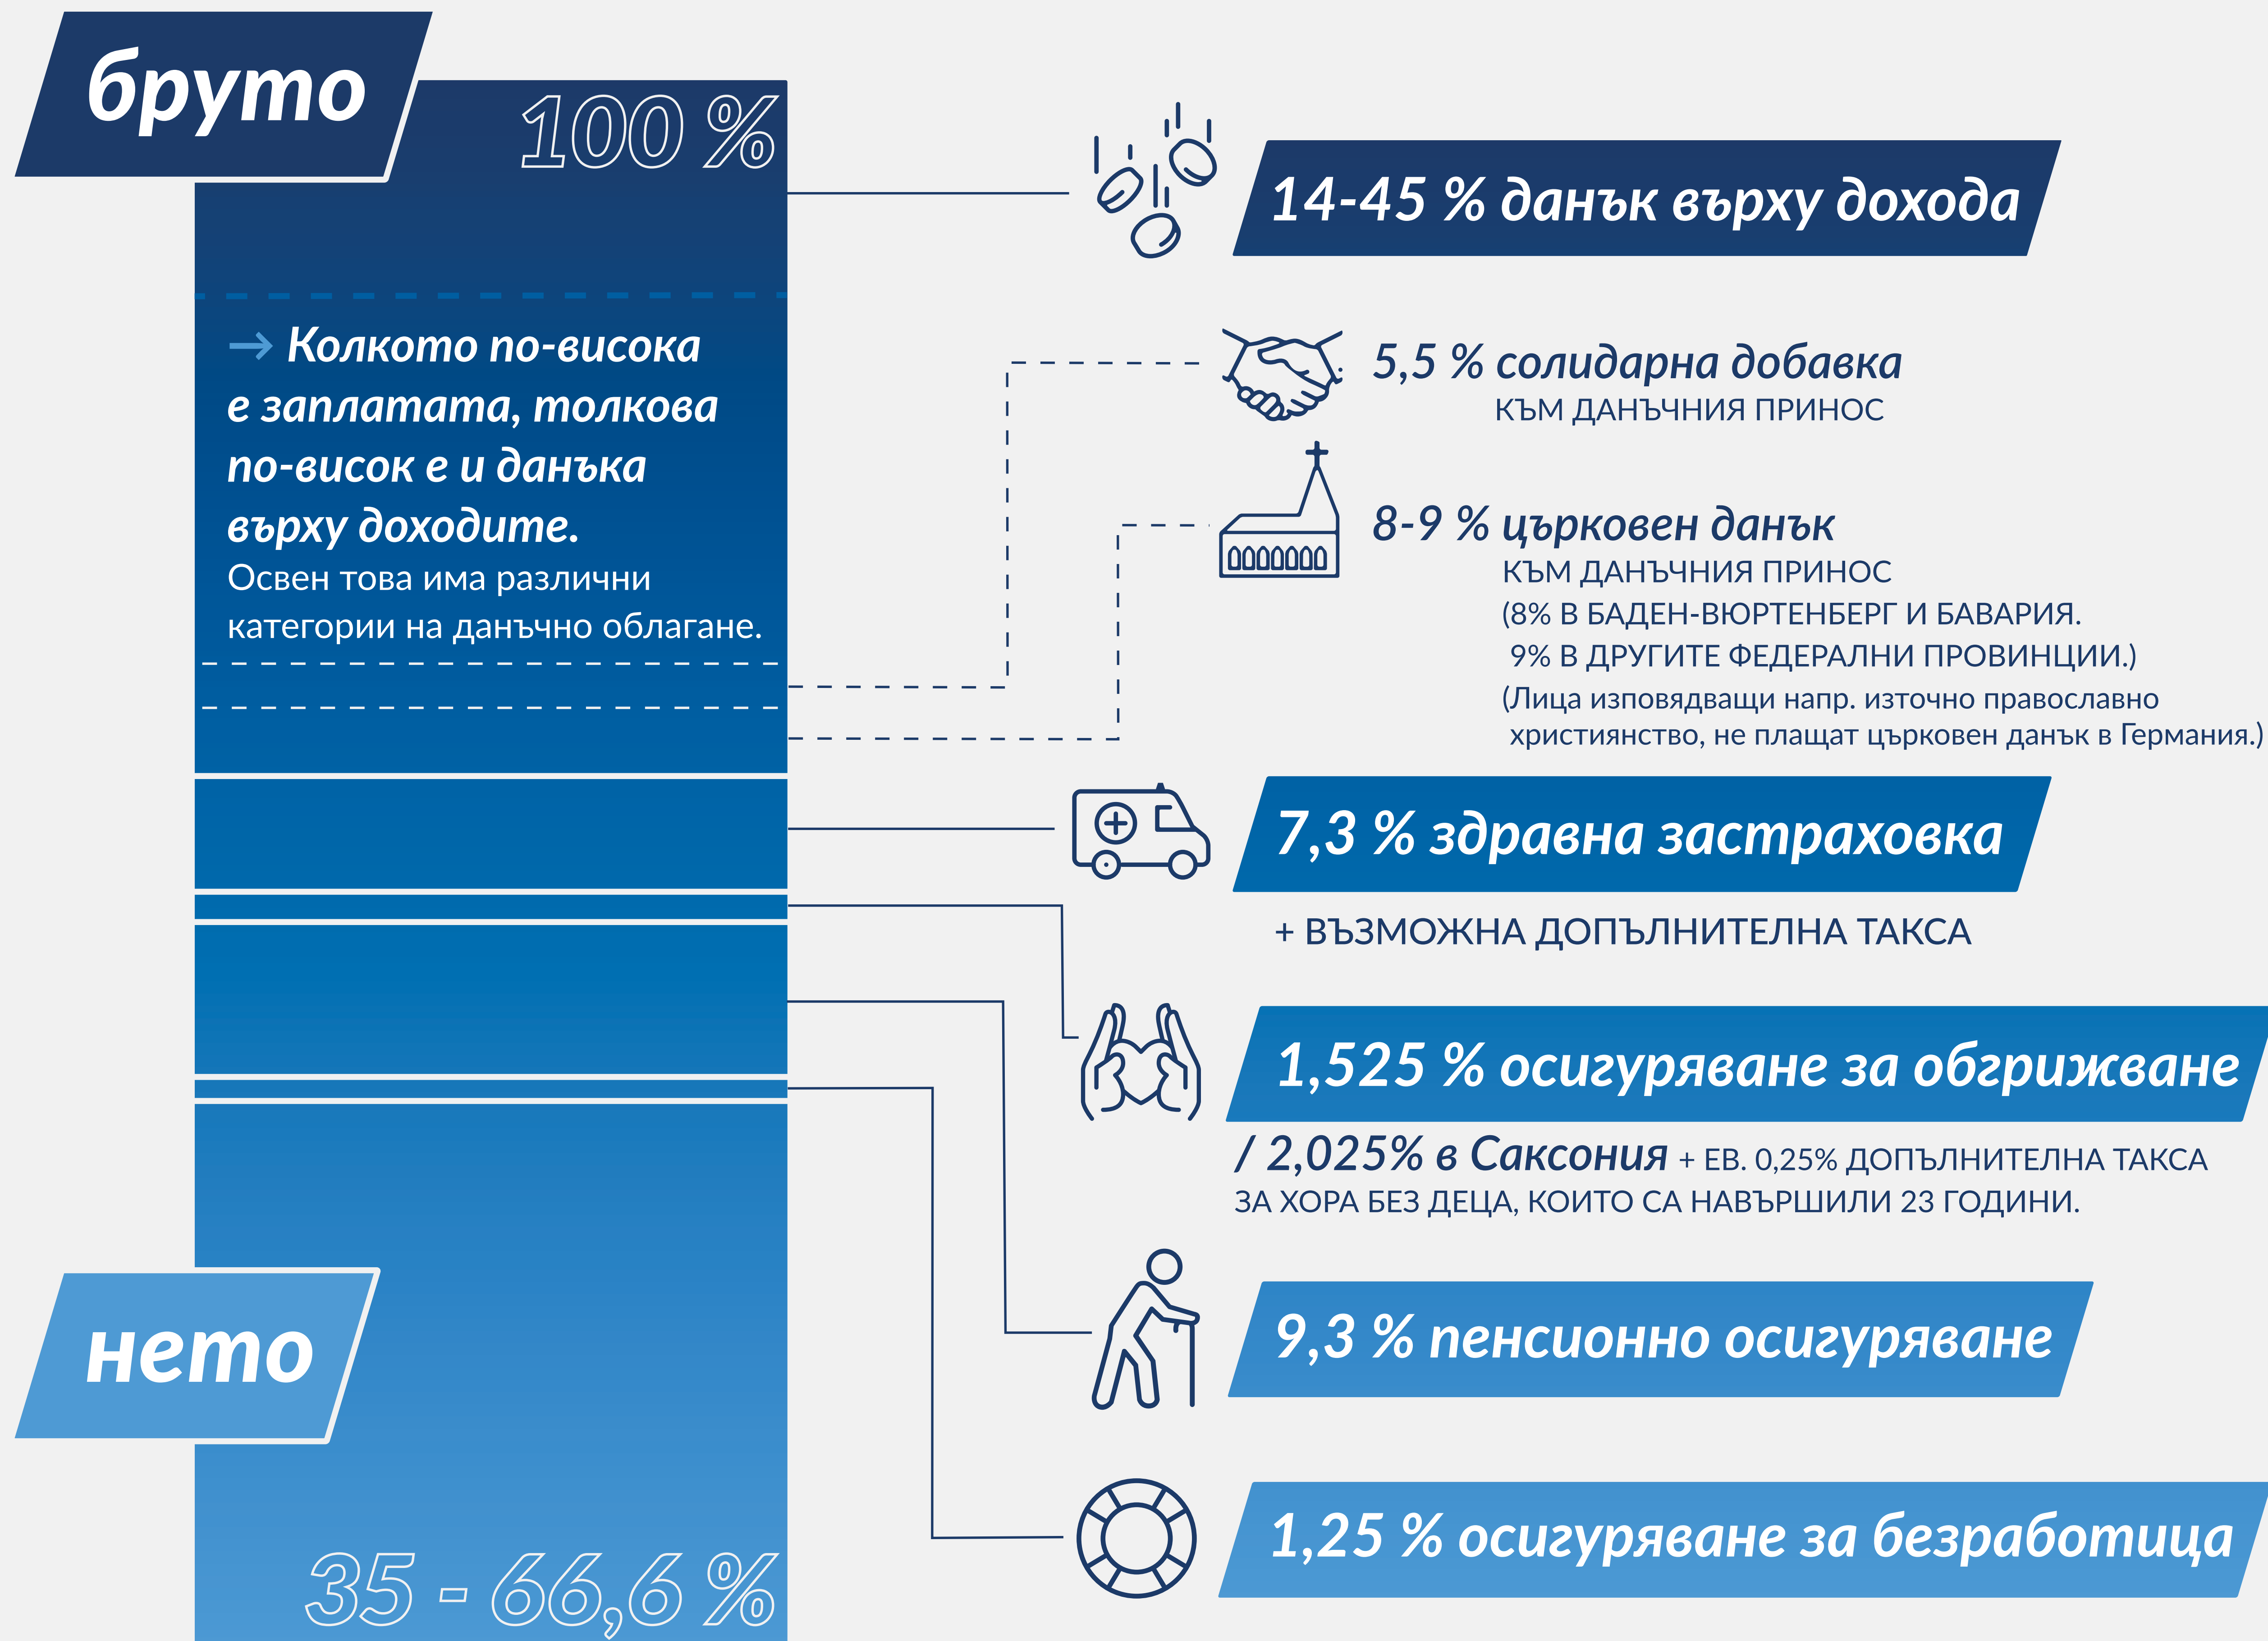 бруто
100 %
→ Колкото по-висока
е заплатата, толкова
по-висок е и данъка
върху доходите.
Освен това има различни
категории на данъчно облагане.
нето
35 - 66,6 %
14-45 % данък върху дохода
5,5 % солидарна добавка
КЪМ ДАНЪЧНИЯ ПРИНОС
8-9 % църковен данък
КЪМ ДАНЪЧНИЯ ПРИНОС
(8% В БАДЕН-ВЮРТЕНБЕРГ И БАВАРИЯ.
9% В ДРУГИТЕ ФЕДЕРАЛНИ ПРОВИНЦИИ.)
(Лица изповядващи напр. източно православно
християнство, не плащат църковен данък в Германия.)
7,3 % здравна застраховка
+ ВЪЗМОЖНА ДОПЪЛНИТЕЛНА ТАКСА
1,525 % осигуряване за обгрижване
/ 2,025% в Саксония + ЕВ. 0,25% ДОПЪЛНИТЕЛНА ТАКСА
ЗА ХОРА БЕЗ ДЕЦА, КОИТО СА НАВЪРШИЛИ 23 ГОДИНИ.
9,3 % пенсионно осигуряване
1,25 % осигуряване за безработица